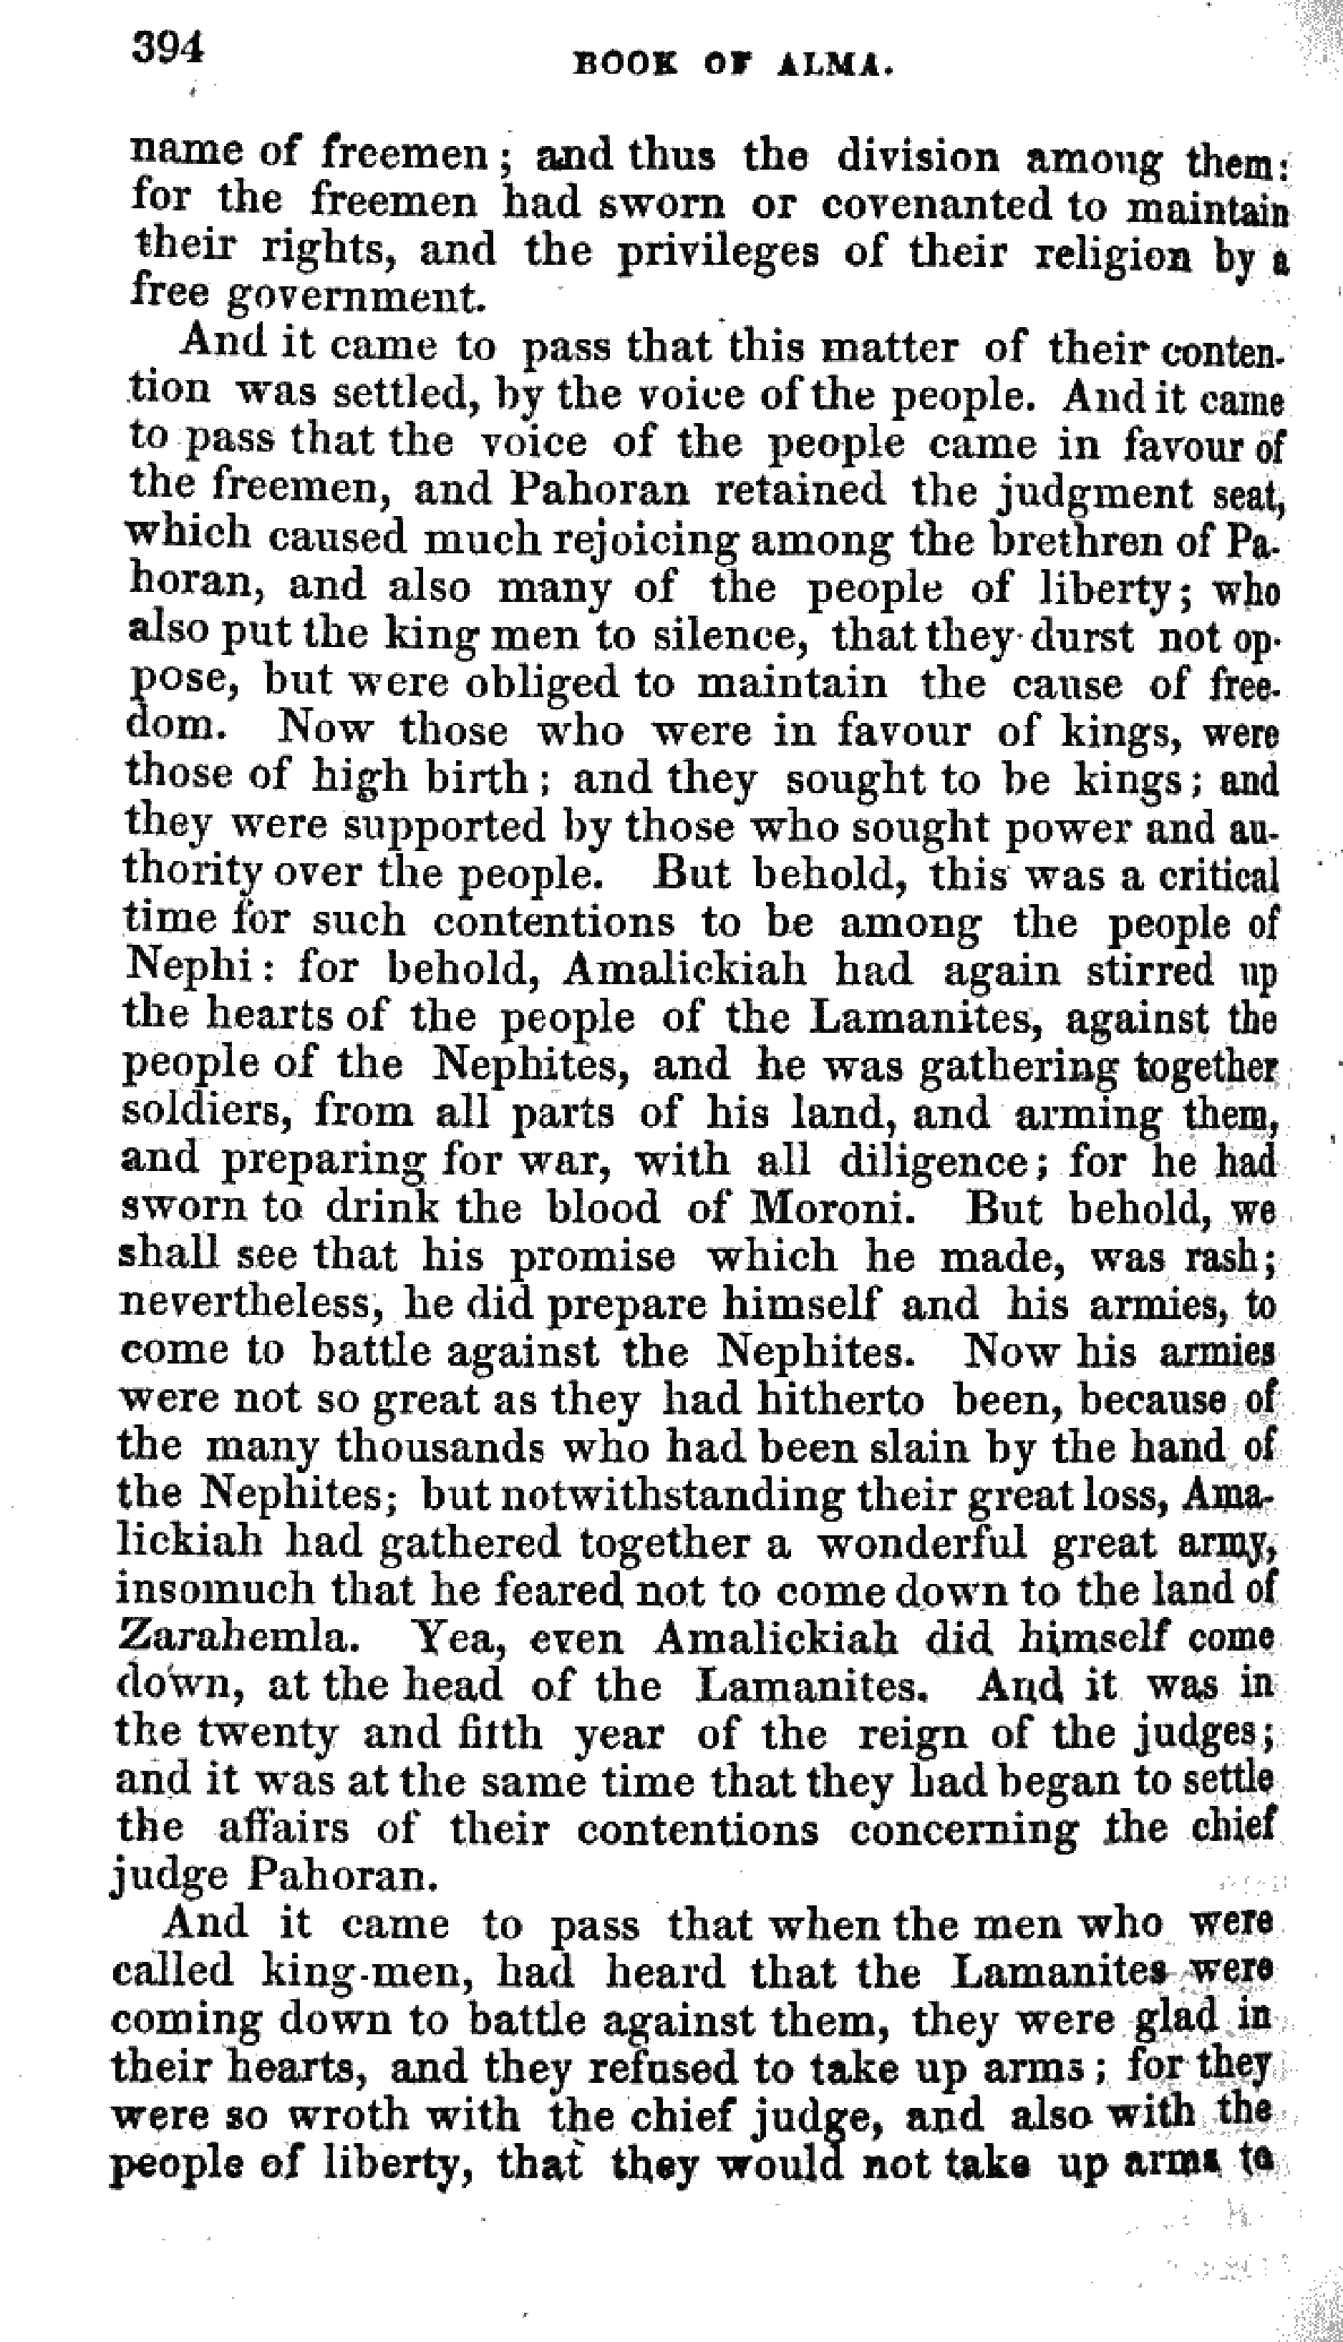 394
BOOK OF ALMA.
name of freemen; and thus the division among them:
for the freemen had sworn or covenanted to maintain
their rights, and the privileges of their religion by a
free government.
And it came to pass that this matter of their conten-
tion was settled, by the voice of the people. And it came
to pass that the voice of the people came in favour of
the freemen, and Pahoran retained the judgment seat,
which caused much rejoicing among the brethren of Pa-
horan, and also many of the people of liberty; who
also put the king men to silence, that they durst not op-
pose, but were obliged to maintain the cause of free-
dom. Now those who were in favour of kings, were
those of high birth; and they sought to be kings; and
they were supported by those who sought power and au-
thority over the people. But behold, this was a critical
time for such contentions to be among the people of
Nephi: for behold, Amalickiah had again stirred up
the hearts of the people of the Lamanites, against the
people of the Nephites, and he was gathering together
soldiers, from all parts of his land, and arming them,
and preparing for war, with all diligence; for he had
sworn to drink the blood of Moroni. But behold, we
shall see that his promise which he made, was rash;
nevertheless, he did prepare himself and his armies, to
come to battle against the Nephites. Now his armies
were not so great as they had hitherto been, because of
the many thousands who had been slain by the hand of
the Nephites; but notwithstanding their great loss, Ama-
lickiah had gathered together a wonderful great army,
insomuch that he feared not to come down to the land of
Zarahemla. Yea, even Amalickiah did himself come
down, at the head of the Lamanites. And it was in
the twenty and fifth year of the reign of the judges;
and it was at the same time that they had began to settle
the affairs of their contentions concerning the chief
judge Pahoran.
And it came to pass that when the men who were
called king-men, had heard that the Lamanites were
coming down to battle against them, they were glad in
their hearts, and they refused to take up arms; for they
were so wroth with the chief judge, and also with the
people of liberty, that they would not take up arms to